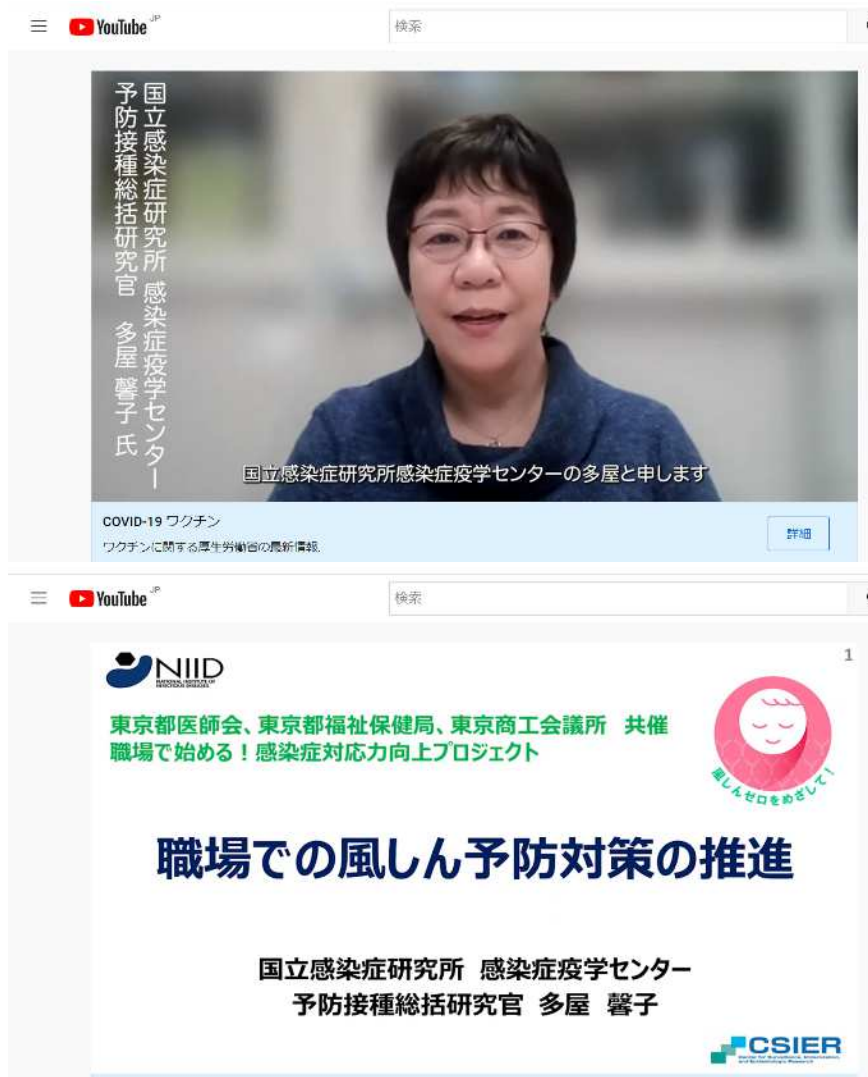 YouTube JP
検索
国立感染症研究所 感染症疫学センター
予防接種総括研究官 多屋 馨子 氏
国立感染症研究所感染症疫学センターの多屋と申します
COVID-19 ワクチン
ワクチンに関する厚生労働省の最新情報.
詳細
YouTube JP
検索
NIID
NATIONAL INSTITUTE OF
INFECTIOUS DISEASES
1
東京都医師会、東京都福祉保健局、東京商工会議所 共催
職場で始める！感染症対応力向上プロジェクト
風しんゼロをめざして！
職場での風しん予防対策の推進
国立感染症研究所 感染症疫学センター
予防接種総括研究官 多屋 馨子
CSIER